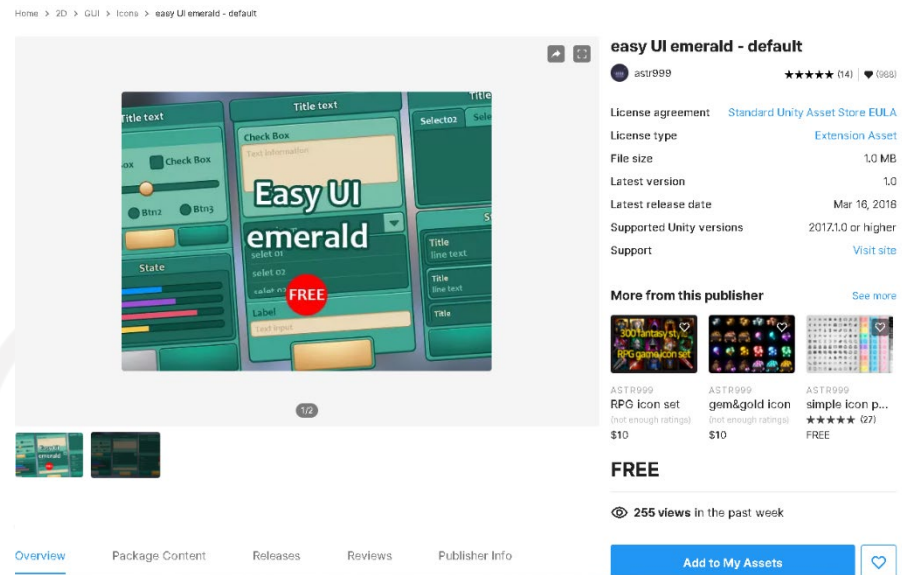 Home > 2D > GUI > Icons > easy UI emerald - default
easy UI emerald - default
astr999
★★★★★ (14) | ♥ (988)
License agreement Standard Unity Asset Store EULA
License type Extension Asset
File size 1.0 MB
Latest version 1.0
Latest release date Mar 16, 2018
Supported Unity versions 2017.1.0 or higher
Support Visit site
Title text
Title text
Title
Check Box
Select02
Text information
Check Box
Btn2
Btn3
State
Easy UI
emerald
FREE
selet 01
selet 02
Label
Text input
Title
line text
Title
line text
Title
1/2
More from this publisher See more
300 fantasy style
RPG game icon set
ASTR999
RPG icon set
(not enough ratings)
$10
ASTR999
gem&gold icon
(not enough ratings)
$10
ASTR999
simple icon p...
★★★★★ (27)
FREE
FREE
255 views in the past week
Overview Package Content Releases Reviews Publisher Info
Add to My Assets